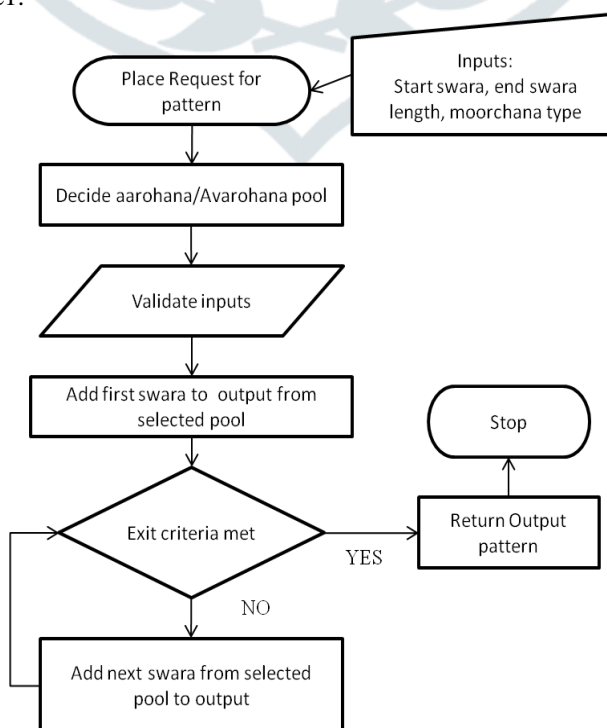 Inputs:
Start swara, end swara
length, moorchana type
Place Request for
pattern
Decide aarohana/Avarohana pool
Validate inputs
Add first swara to output from
selected pool
Exit criteria met
YES
NO
Add next swara from selected
pool to output
Return Output
pattern
Stop